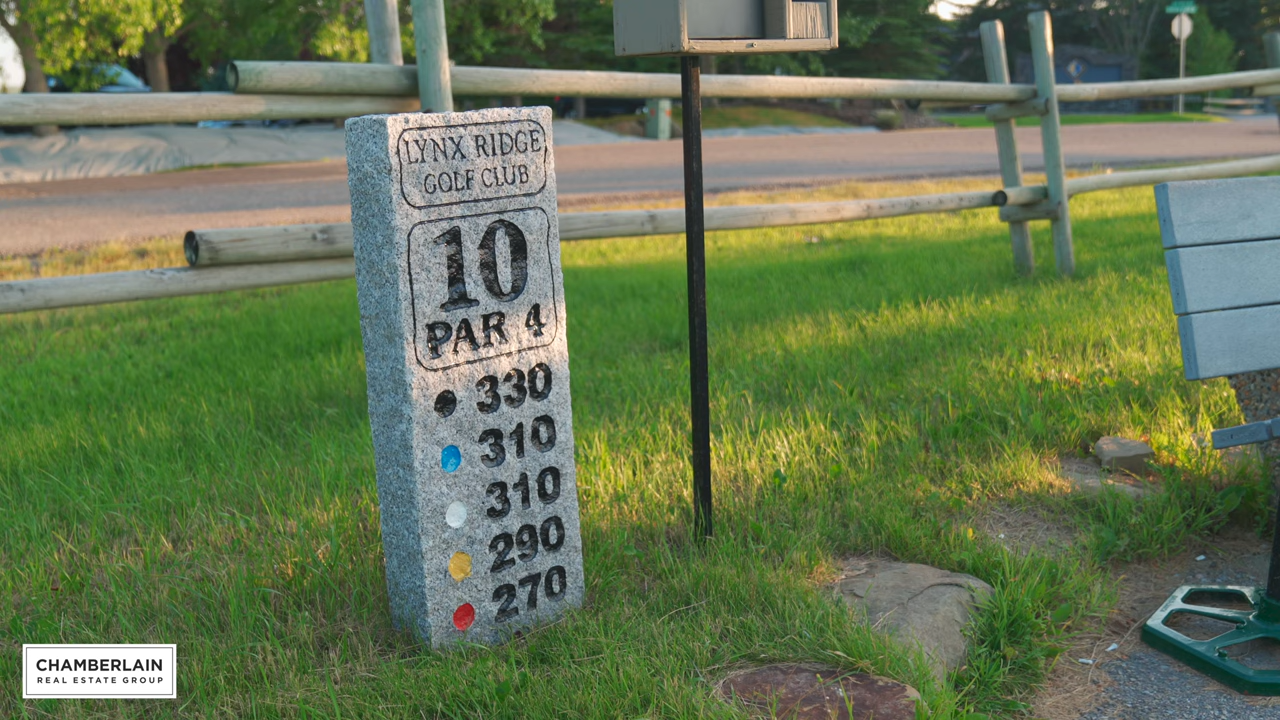 LYNX RIDGE
GOLF CLUB
10
PAR 4
330
310
310
290
270
CHAMBERLAIN
REAL ESTATE GROUP